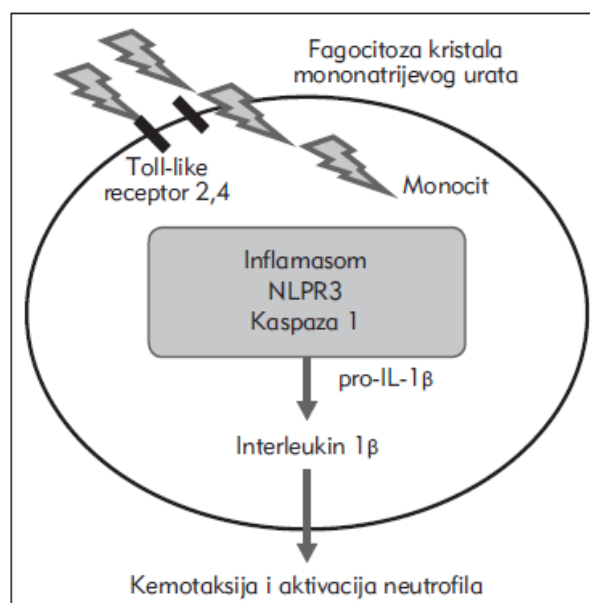 Fagocitoza kristala
mononatrijevog urata
Toll-like
receptor 2,4
Monocit
Inflamasom
NLPR3
Kaspaza 1
pro-IL-1β
Interleukin 1β
Kemotaksija i aktivacija neutrofila